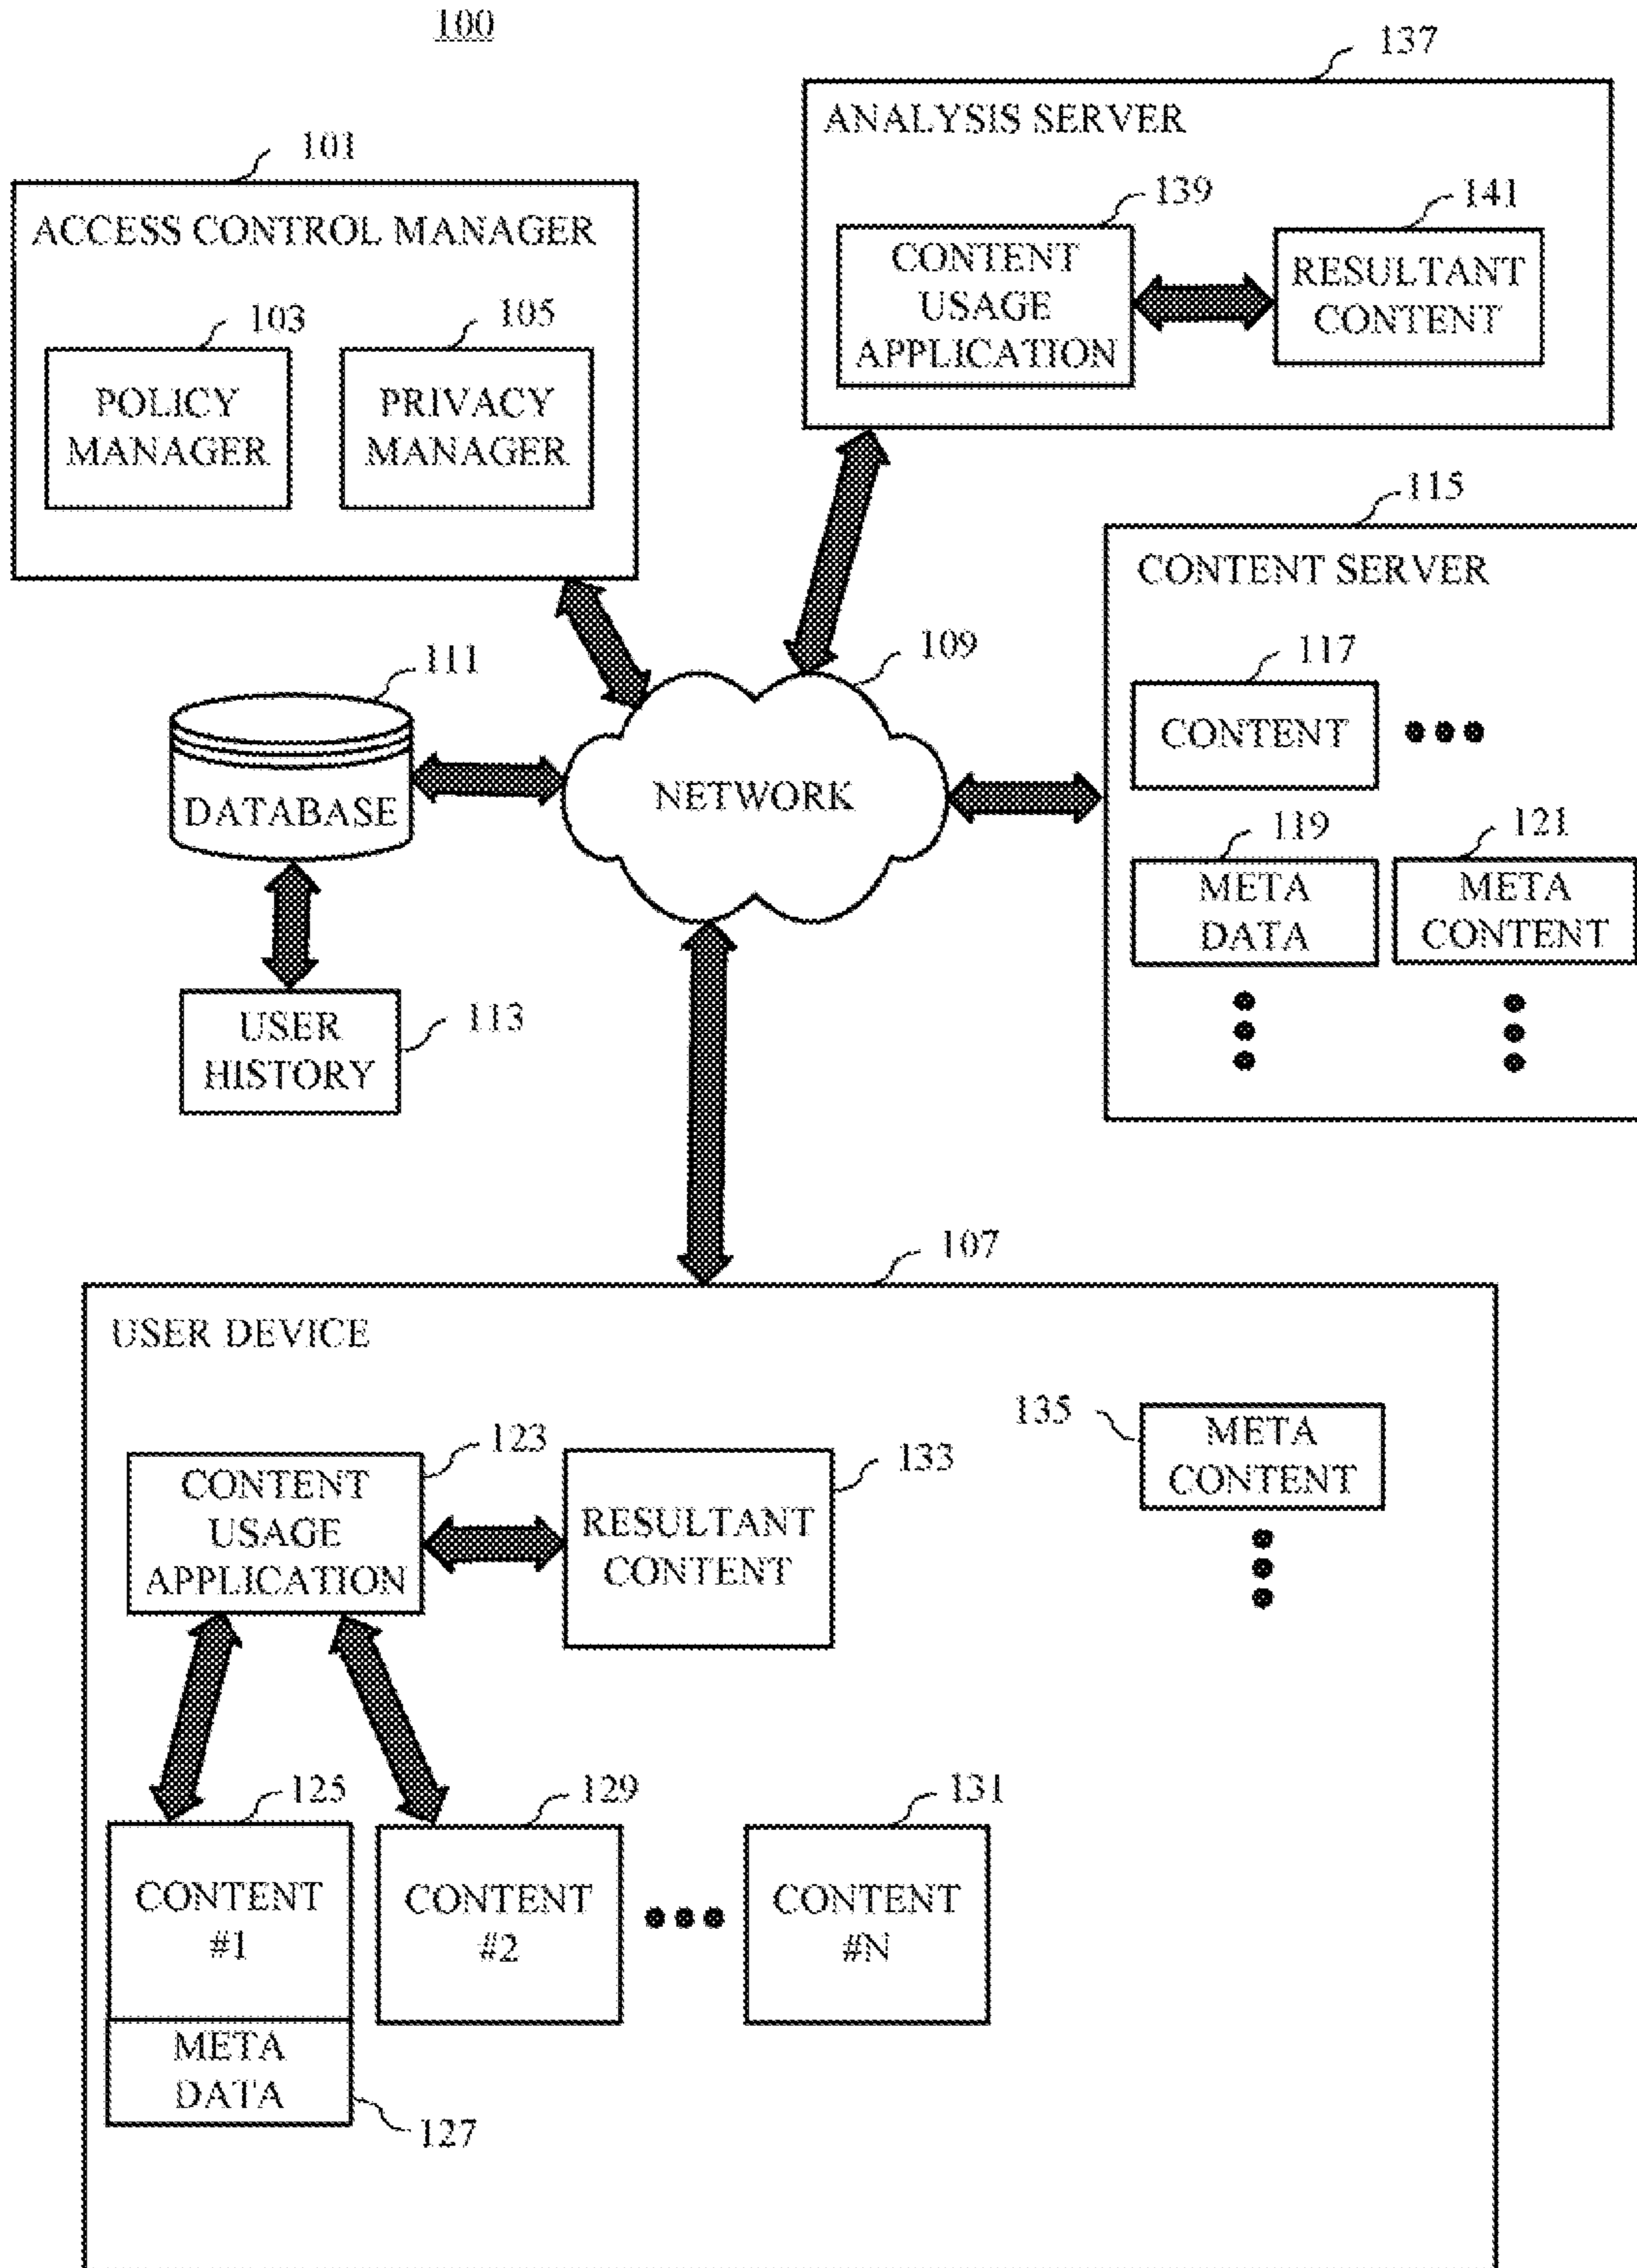 100
137
ANALYSIS SERVER
139
141
CONTENT
USAGE
APPLICATION
RESULTANT
CONTENT
101
ACCESS CONTROL MANAGER
103
105
POLICY
MANAGER
PRIVACY
MANAGER
115
CONTENT SERVER
117
CONTENT
119
121
META
DATA
META
CONTENT
109
NETWORK
111
DATABASE
USER
HISTORY
113
107
USER DEVICE
123
CONTENT
USAGE
APPLICATION
133
RESULTANT
CONTENT
135
META
CONTENT
125
CONTENT
#1
META
DATA
127
129
CONTENT
#2
131
CONTENT
#N